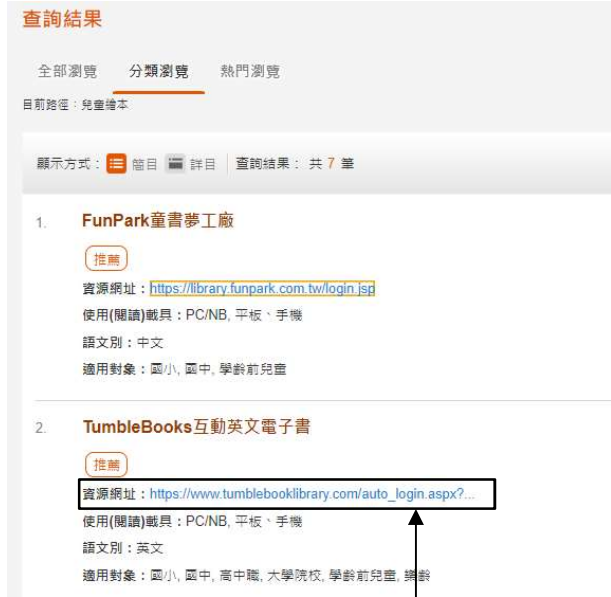 查詢結果
全部瀏覽 分類瀏覽 熱門瀏覽
目前路徑：兒童繪本
顯示方式： 簡目 詳目 查詢結果： 共 7 筆
1. FunPark童書夢工廠
推薦
資源網址：https://library.funpark.com.tw/login.jsp
使用(閱讀)載具：PC/NB, 平板、手機
語文別：中文
適用對象：國小, 國中, 學齡前兒童
2. TumbleBooks互動英文電子書
推薦
資源網址：https://www.tumblebooklibrary.com/auto_login.aspx?...
使用(閱讀)載具：PC/NB, 平板、手機
語文別：英文
適用對象：國小, 國中, 高中職, 大學院校, 學齡前兒童, 樂齡